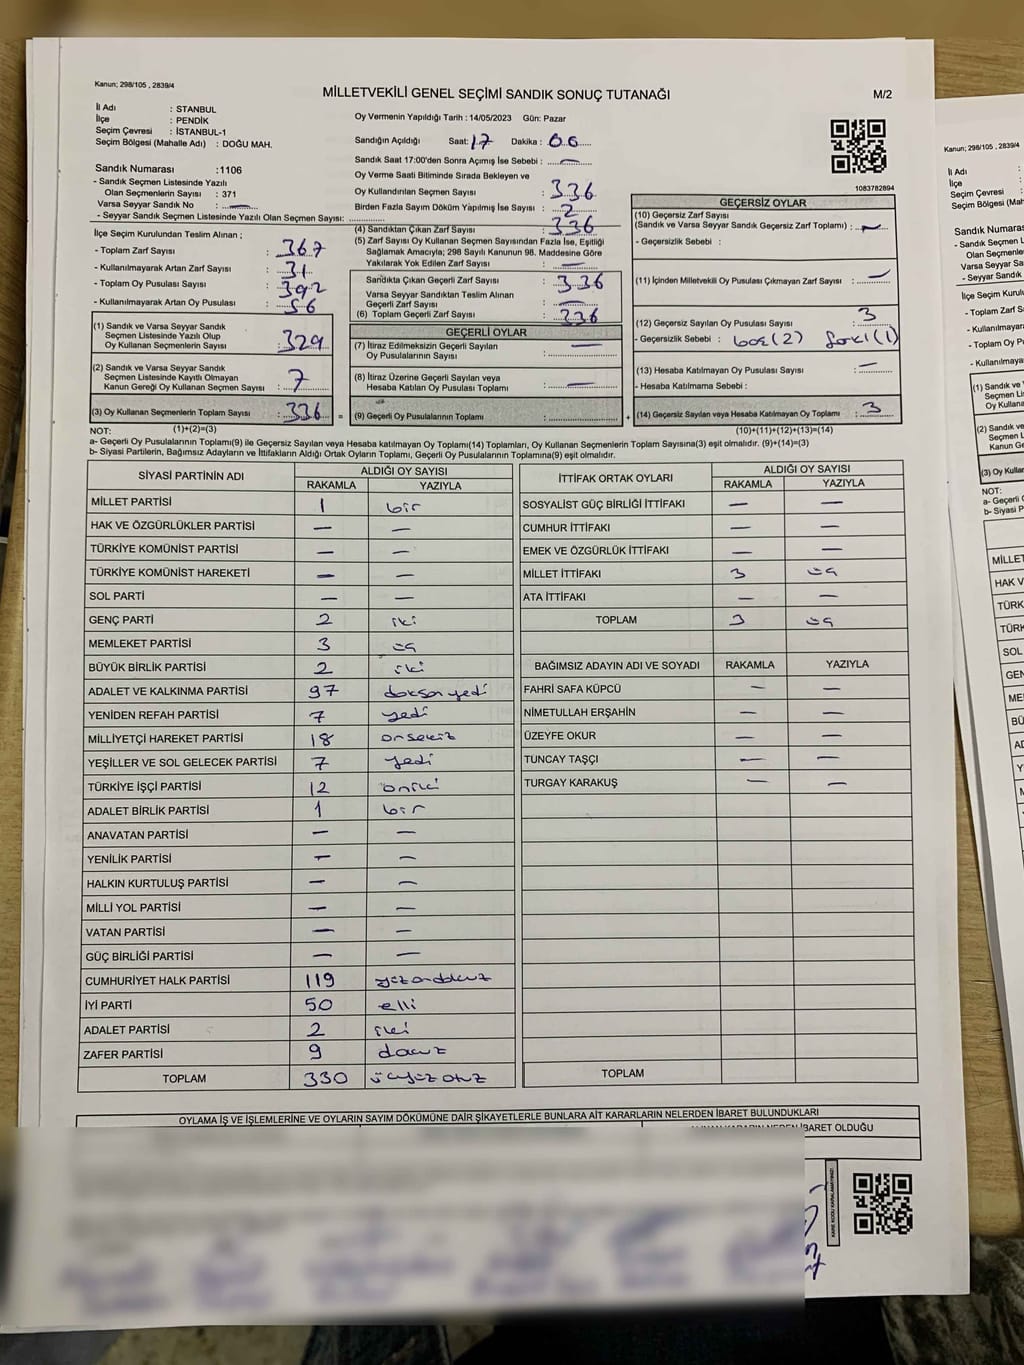 Kanun; 298/105 , 2839/4
MİLLETVEKİLİ GENEL SEÇİMİ SANDIK SONUÇ TUTANAĞI
M/2
İl Adı : STANBUL
İlçe : PENDİK
Seçim Çevresi : İSTANBUL-1
Seçim Bölgesi (Mahalle Adı) : DOĞU MAH.
Oy Vermenin Yapıldığı Tarih : 14/05/2023 Gün: Pazar
Sandığın Açıldığı Saat: 17 Dakika : 00
Sandık Saat 17:00'den Sonra Açmış İse Sebebi : —
Oy Verme Saati Bitiminde Sırada Bekleyen ve
Oy Kullandırılan Seçmen Sayısı : 336
Birden Fazla Sayım Döküm Yapılmış İse Sayısı : 2
1083782894
Sandık Numarası :1106
- Sandık Seçmen Listesinde Yazılı
Olan Seçmenlerin Sayısı : 371
Varsa Seyyar Sandık No : —
- Seyyar Sandık Seçmen Listesinde Yazılı Olan Seçmen Sayısı:
İlçe Seçim Kurulundan Teslim Alınan ;
- Toplam Zarf Sayısı : 367
- Kullanılmayarak Artan Zarf Sayısı : 31
- Toplam Oy Pusulası Sayısı : 392
- Kullanılmayarak Artan Oy Pusulası : 56
(1) Sandık ve Varsa Seyyar Sandık
Seçmen Listesinde Yazılı Olup
Oy Kullanan Seçmenlerin Sayısı : 329
(2) Sandık ve Varsa Seyyar Sandık
Seçmen Listesinde Kayıtlı Olmayan
Kanun Gereği Oy Kullanan Seçmen Sayısı : 7
(3) Oy Kullanan Seçmenlerin Toplam Sayısı : 336 =
(4) Sandıktan Çıkan Zarf Sayısı : 336
(5) Zarf Sayısı Oy Kullanan Seçmen Sayısından Fazla İse, Eşitliği
Sağlamak Amacıyla; 298 Sayılı Kanunun 98. Maddesine Göre
Yakılarak Yok Edilen Zarf Sayısı : —
Sandıkta Çıkan Geçerli Zarf Sayısı : 336
Varsa Seyyar Sandıktan Teslim Alınan
Geçerli Zarf Sayısı : —
(6) Toplam Geçerli Zarf Sayısı : 336
GEÇERLİ OYLAR
(7) İtiraz Edilmeksizin Geçerli Sayılan
Oy Pusulalarının Sayısı : —
(8) İtiraz Üzerine Geçerli Sayılan veya
Hesaba Katılan Oy Pusulası Toplamı : —
(9) Geçerli Oy Pusulalarının Toplamı : +
GEÇERSİZ OYLAR
(10) Geçersiz Zarf Sayısı
(Sandık ve Varsa Seyyar Sandık Geçersiz Zarf Toplamı) : —
- Geçersizlik Sebebi :
(11) İçinden Milletvekili Oy Pusulası Çıkmayan Zarf Sayısı : —
(12) Geçersiz Sayılan Oy Pusulası Sayısı : 3
- Geçersizlik Sebebi : boş(2) (1)
(13) Hesaba Katılmayan Oy Pusulası Sayısı : —
- Hesaba Katılmama Sebebi :
(14) Geçersiz Sayılan veya Hesaba Katılmayan Oy Toplamı : 3
NOT: (1)+(2)=(3) (10)+(11)+(12)+(13)=(14)
a- Geçerli Oy Pusulalarının Toplamı(9) ile Geçersiz Sayılan veya Hesaba katılmayan Oy Toplamı(14) Toplamları, Oy Kullanan Seçmenlerin Toplam Sayısına(3) eşit olmalıdır. (9)+(14)=(3)
b- Siyasi Partilerin, Bağımsız Adayların ve İttifakların Aldığı Ortak Oyların Toplamı, Geçerli Oy Pusulalarının Toplamına(9) eşit olmalıdır.
SİYASİ PARTİNİN ADI ALDIĞI OY SAYISI
RAKAMLA YAZIYLA
MİLLET PARTİSİ 1 bir
HAK VE ÖZGÜRLÜKLER PARTİSİ — —
TÜRKİYE KOMÜNİST PARTİSİ — —
TÜRKİYE KOMÜNİST HAREKETİ — —
SOL PARTİ — —
GENÇ PARTİ 2 iki
MEMLEKET PARTİSİ 3 üç
BÜYÜK BİRLİK PARTİSİ 2 iki
ADALET VE KALKINMA PARTİSİ 97 doksan yedi
YENİDEN REFAH PARTİSİ 7 yedi
MİLLİYETÇİ HAREKET PARTİSİ 18 onsekiz
YEŞİLLER VE SOL GELECEK PARTİSİ 7 yedi
TÜRKİYE İŞÇİ PARTİSİ 12 oniki
ADALET BİRLİK PARTİSİ 1 bir
ANAVATAN PARTİSİ — —
YENİLİK PARTİSİ — —
HALKIN KURTULUŞ PARTİSİ — —
MİLLİ YOL PARTİSİ — —
VATAN PARTİSİ — —
GÜÇ BİRLİĞİ PARTİSİ — —
CUMHURİYET HALK PARTİSİ 119 yüzondokuz
İYİ PARTİ 50 elli
ADALET PARTİSİ 2 iki
ZAFER PARTİSİ 9 dokuz
TOPLAM 330 üçyüz otuz
İTTİFAK ORTAK OYLARI ALDIĞI OY SAYISI
RAKAMLA YAZIYLA
SOSYALİST GÜÇ BİRLİĞİ İTTİFAKI — —
CUMHUR İTTİFAKI — —
EMEK VE ÖZGÜRLÜK İTTİFAKI — —
MİLLET İTTİFAKI 3 üç
ATA İTTİFAKI — —
TOPLAM 3 üç
BAĞIMSIZ ADAYIN ADI VE SOYADI RAKAMLA YAZIYLA
FAHRİ SAFA KÜPCÜ — —
NİMETULLAH ERŞAHİN — —
ÜZEYFE OKUR — —
TUNCAY TAŞÇI — —
TURGAY KARAKUŞ — —
TOPLAM
OYLAMA İŞ VE İŞLEMLERİNE VE OYLARIN SAYIM DÖKÜMÜNE DAİR ŞİKAYETLERLE BUNLARA AİT KARARLARIN NELERDEN İBARET BULUNDUKLARI
NEDEN İBARET OLDUĞU
KARE KODU KARALAMAYINIZ!
Kanun; 298/105, 2839/4
İl Adı
İlçe
Seçim Çevresi
Seçim Bölgesi
Sandık Numarası
- Sandık Seçmen
Olan Seçmenle
Varsa Seyyar
- Seyyar Sandık